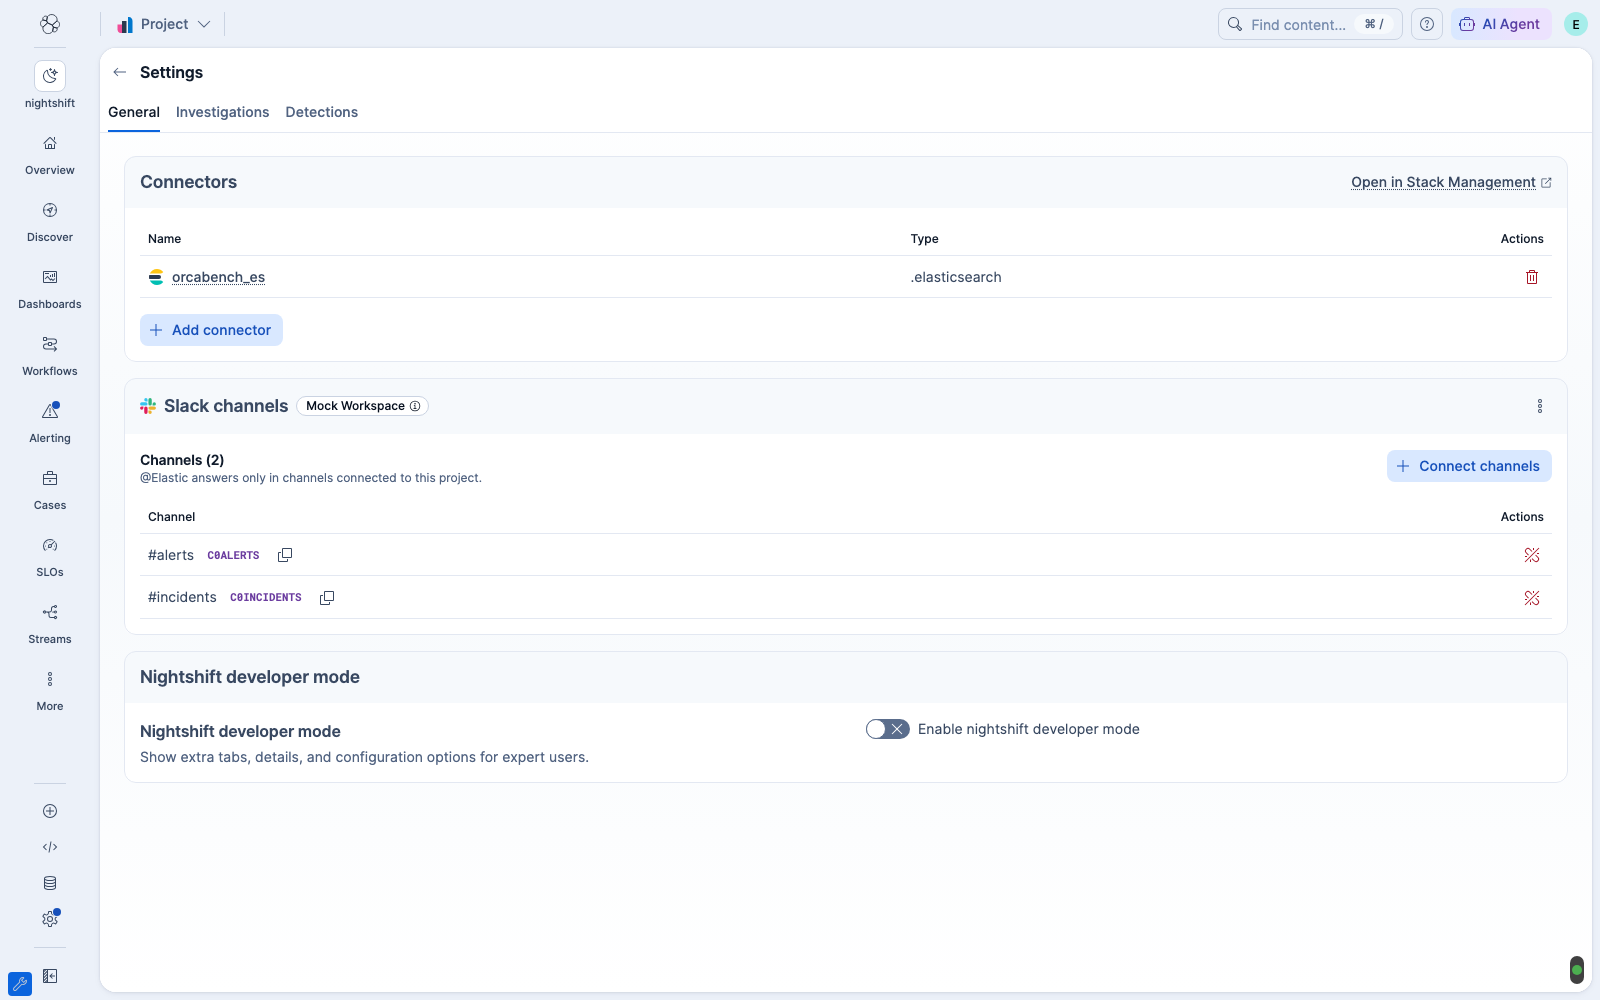 Project
Find content...
⌘ /
AI Agent
E
nightshift
Overview
Discover
Dashboards
Workflows
Alerting
Cases
SLOs
Streams
More
Settings
General
Investigations
Detections
Connectors
Open in Stack Management
Name
Type
Actions
orcabench_es
.elasticsearch
Add connector
Slack channels
Mock Workspace
Channels (2)
@Elastic answers only in channels connected to this project.
Connect channels
Channel
Actions
#alerts C0ALERTS
#incidents C0INCIDENTS
Nightshift developer mode
Nightshift developer mode
Show extra tabs, details, and configuration options for expert users.
Enable nightshift developer mode